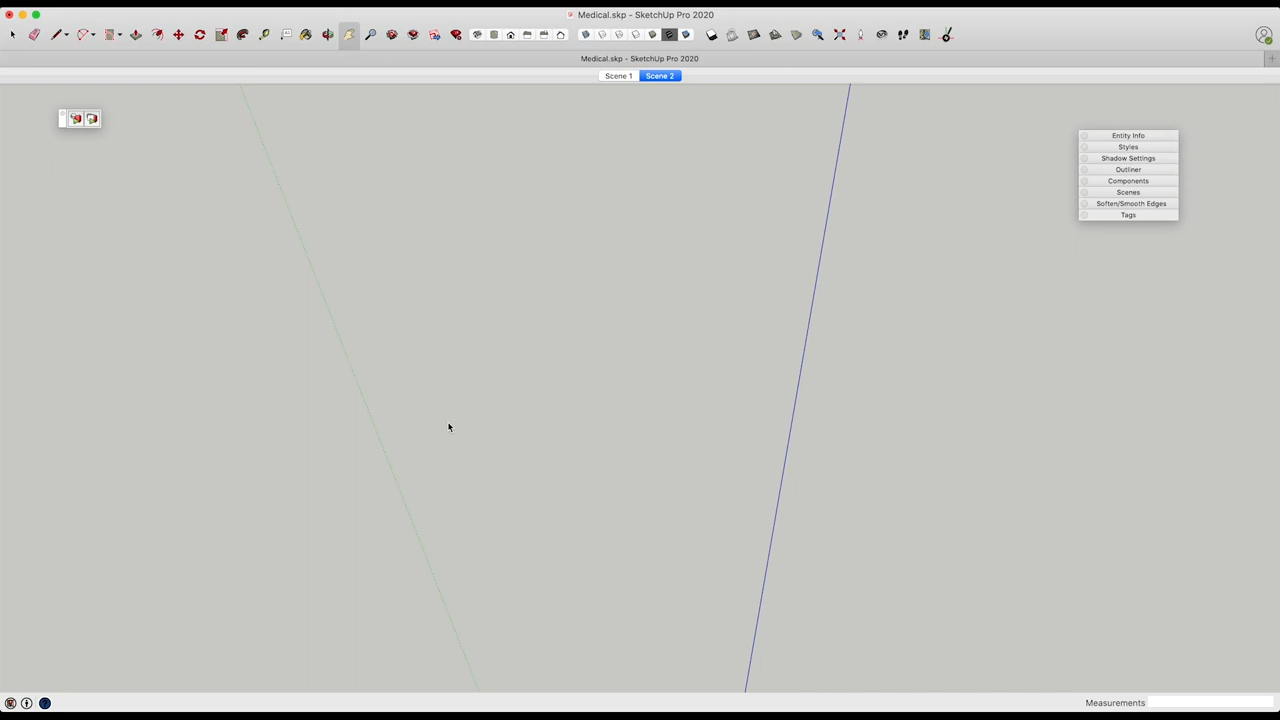 Medical.skp - SketchUp Pro 2020
Medical.skp - SketchUp Pro 2020
Scene 1
Scene 2
Entity Info
Styles
Shadow Settings
Outliner
Components
Scenes
Soften/Smooth Edges
Tags
Measurements